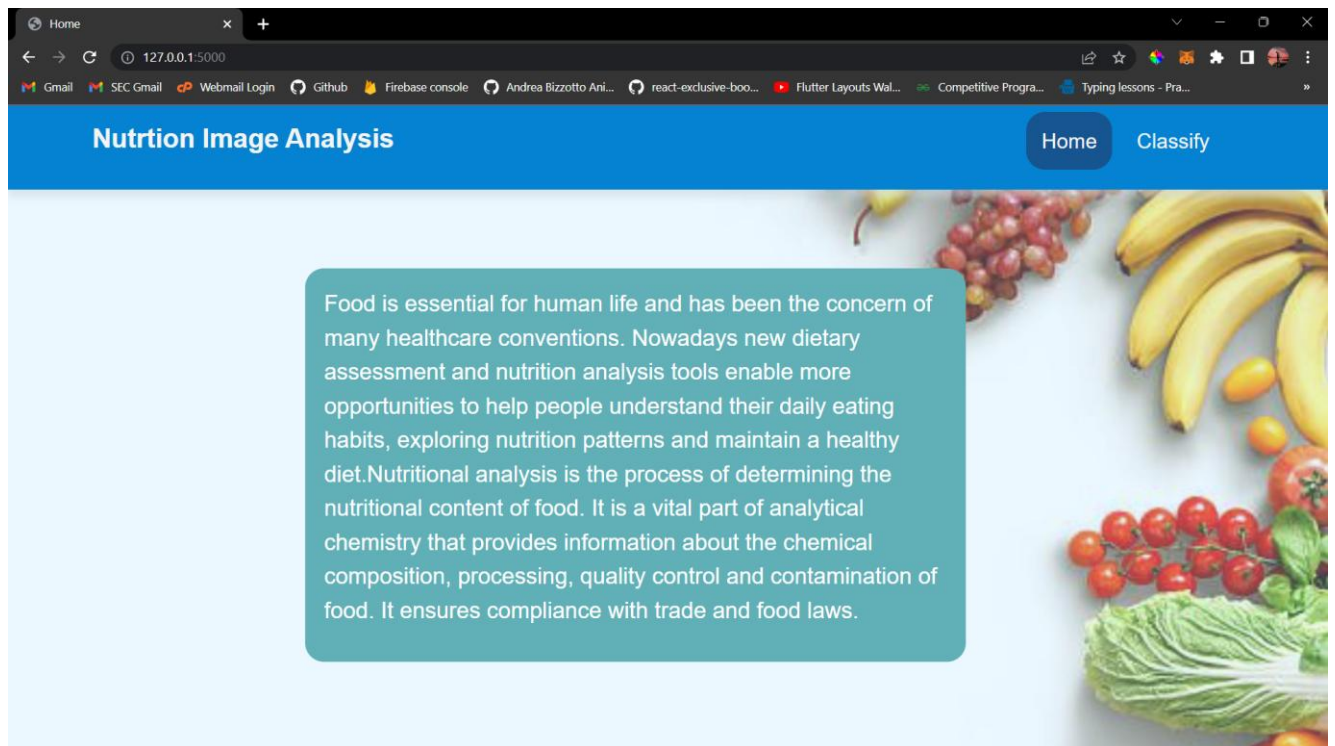 Home
127.0.0.1:5000
Gmail SEC Gmail Webmail Login Github Firebase console Andrea Bizzotto Ani... react-exclusive-boo... Flutter Layouts Wal... Competitive Progra... Typing lessons - Pra... »
Nutrtion Image Analysis Home Classify
Food is essential for human life and has been the concern of
many healthcare conventions. Nowadays new dietary
assessment and nutrition analysis tools enable more
opportunities to help people understand their daily eating
habits, exploring nutrition patterns and maintain a healthy
diet.Nutritional analysis is the process of determining the
nutritional content of food. It is a vital part of analytical
chemistry that provides information about the chemical
composition, processing, quality control and contamination of
food. It ensures compliance with trade and food laws.